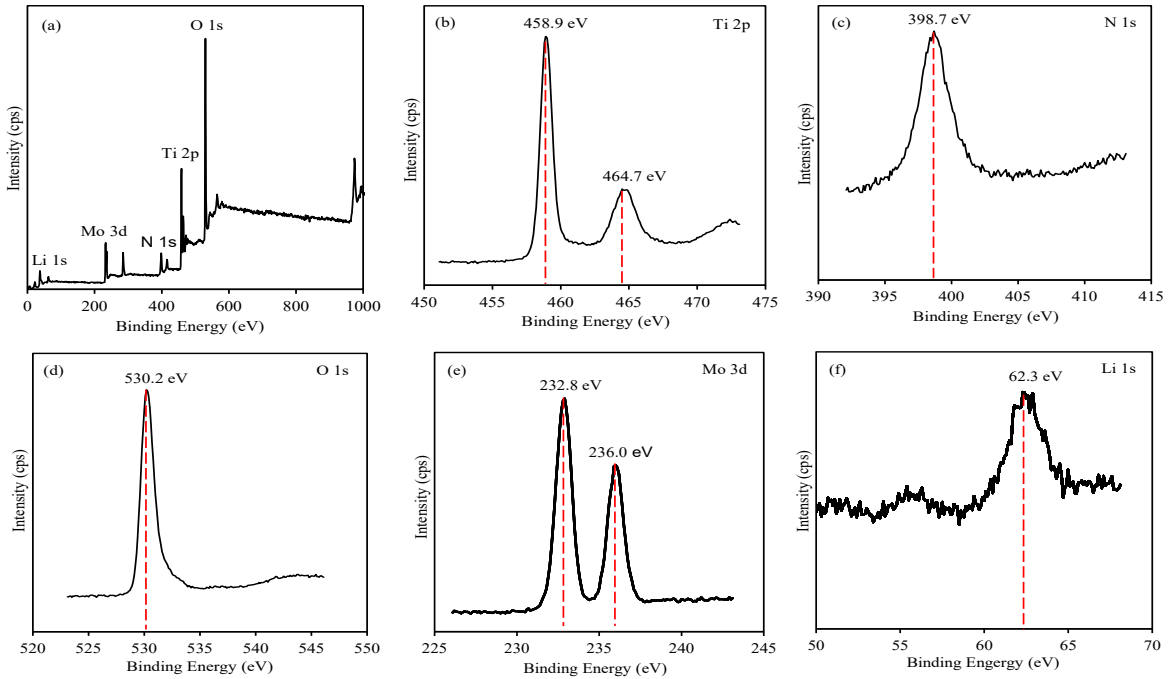 (a)
O 1s
Ti 2p
Mo 3d
N 1s
Li 1s
Intensity (cps)
0 200 400 600 800 1000
Binding Energy (eV)
(b)
458.9 eV
Ti 2p
464.7 eV
Intensity (cps)
450 455 460 465 470 475
Binding Energy (eV)
(c)
398.7 eV
N 1s
Intensity (cps)
390 395 400 405 410 415
Binding Energy (eV)
(d)
O 1s
530.2 eV
Intensity (cps)
520 525 530 535 540 545 550
Binding Energy (eV)
(e)
Mo 3d
232.8 eV
236.0 eV
Intensity (cps)
225 230 235 240 245
Binding Energy (eV)
(f)
Li 1s
62.3 eV
Intensity (cps)
50 55 60 65 70
Binding Engergy (eV)